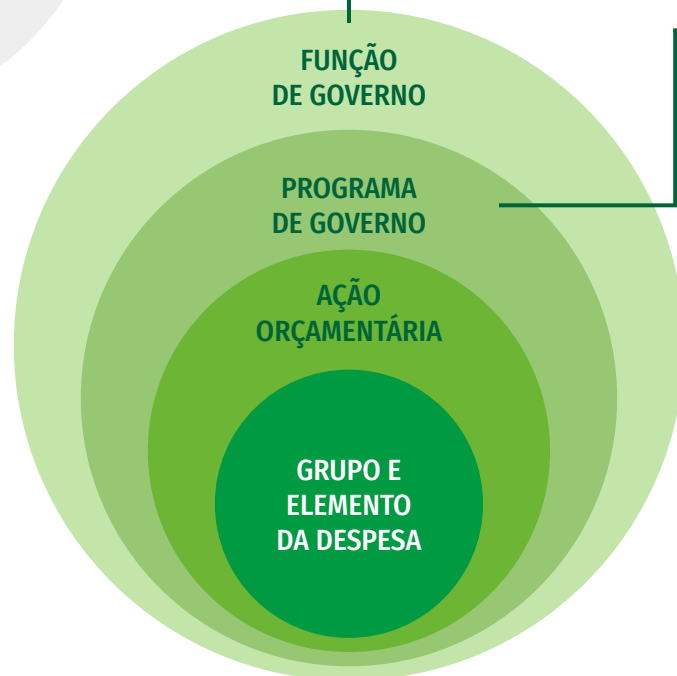 FUNÇÃO
DE GOVERNO
PROGRAMA
DE GOVERNO
AÇÃO
ORÇAMENTÁRIA
GRUPO E
ELEMENTO
DA DESPESA